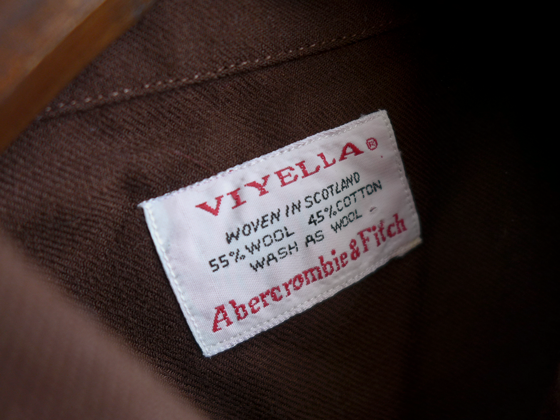 VIYELLA®
WOVEN IN SCOTLAND
55% WOOL 45% COTTON
WASH AS WOOL -
Abercrombie & Fitch